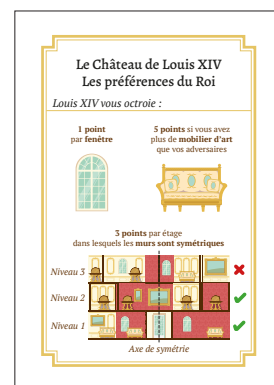 Le Château de Louis XIV
Les préférences du Roi
Louis XIV vous octroie :
1 point
par fenêtre
5 points si vous avez
plus de mobilier d'art
que vos adversaires
3 points par étage
dans lesquels les murs sont symétriques
Niveau 3
Niveau 2
Niveau 1
Axe de symétrie